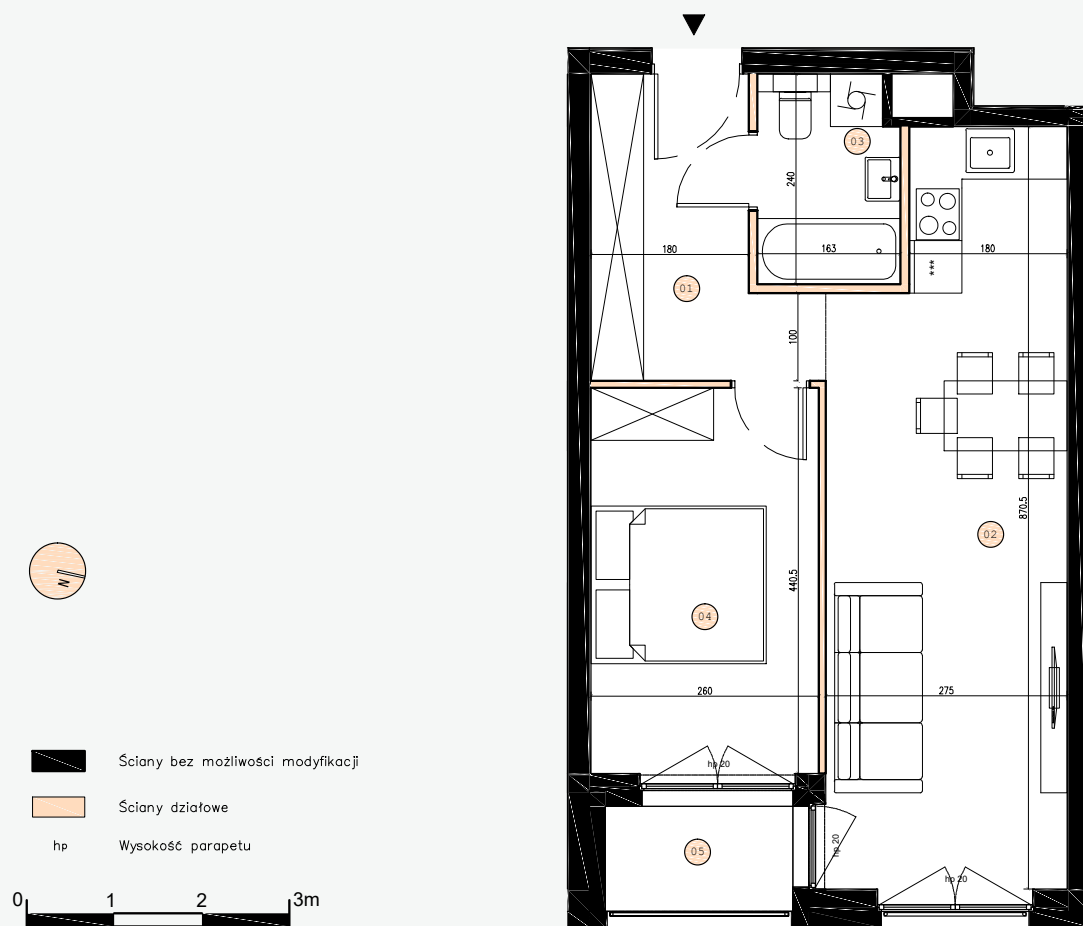 03
240
180
163
180
***
01
100
870.5
02
440.5
04
N
260
275
Ściany bez możliwości modyfikacji
hp 20
Ściany działowe
hp
Wysokość parapetu
hp 20
05
hp 20
0 1 2 3m